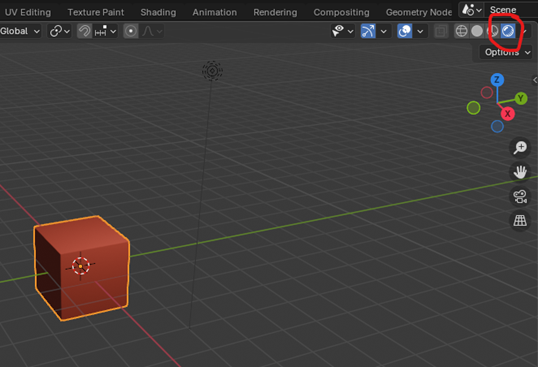 UV Editing Texture Paint Shading Animation Rendering Compositing Geometry Node Scene
Global
Options
Z
Y
X